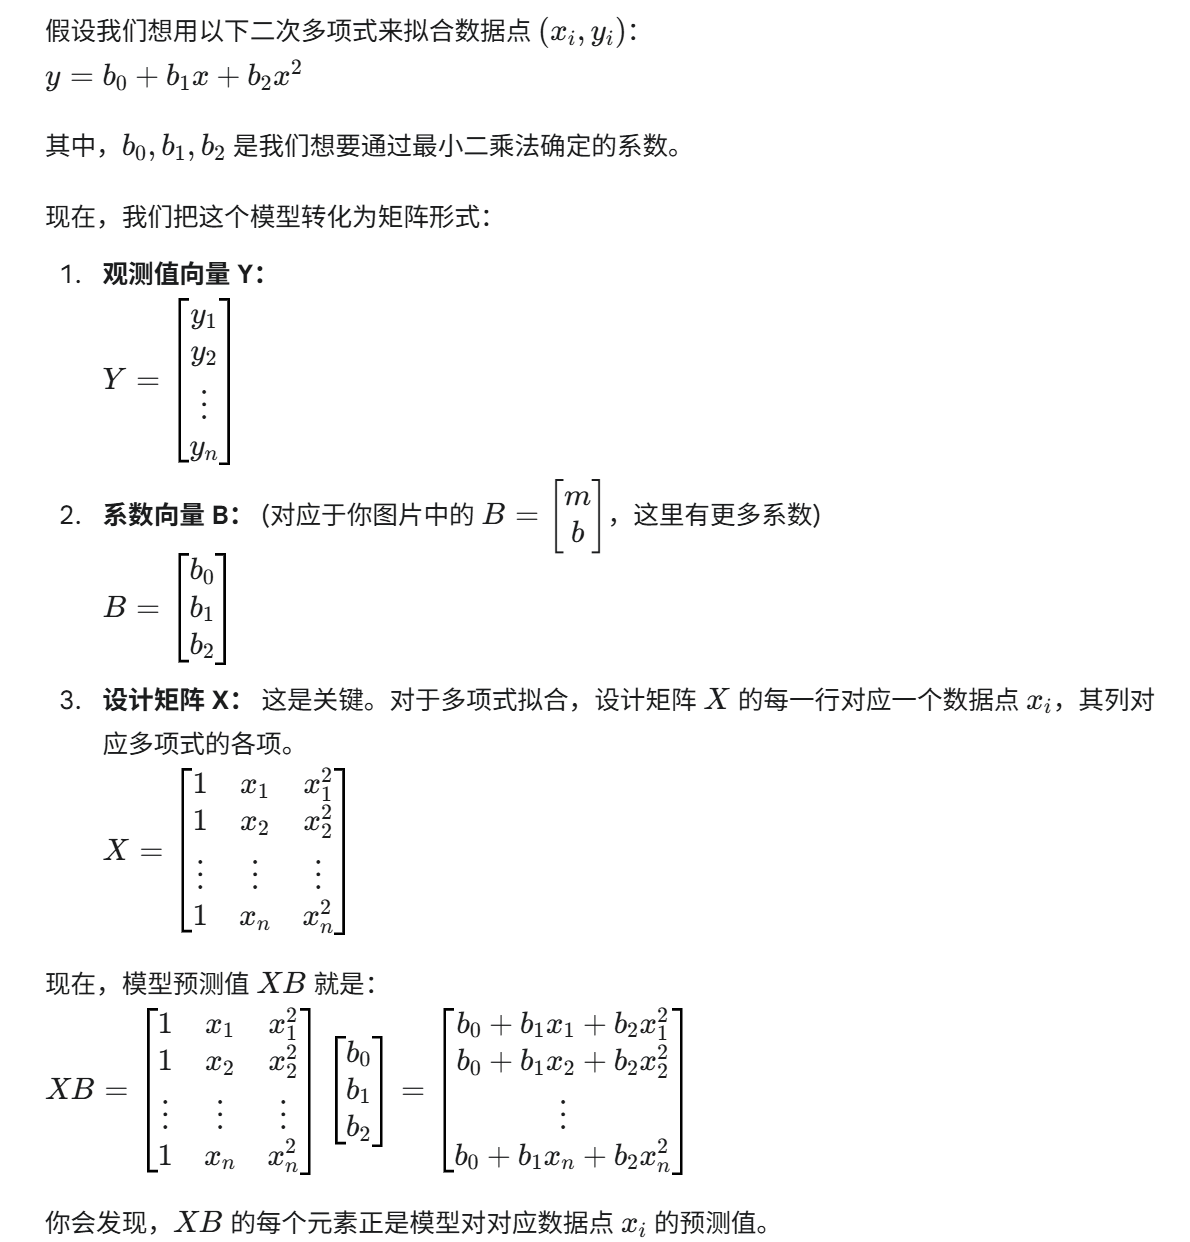 假设我们想用以下二次多项式来拟合数据点 $(x_i, y_i)$：
$y = b_0 + b_1x + b_2x^2$
其中，$b_0, b_1, b_2$ 是我们想要通过最小二乘法确定的系数。
现在，我们把这个模型转化为矩阵形式：
1. 观测值向量 Y：
$Y = \begin{bmatrix} y_1 \\ y_2 \\ \vdots \\ y_n \end{bmatrix}$
2. 系数向量 B： (对应于你图片中的 $B = \begin{bmatrix} m \\ b \end{bmatrix}$，这里有更多系数)
$B = \begin{bmatrix} b_0 \\ b_1 \\ b_2 \end{bmatrix}$
3. 设计矩阵 X： 这是关键。对于多项式拟合，设计矩阵 $X$ 的每一行对应一个数据点 $x_i$，其列对
应多项式的各项。
$X = \begin{bmatrix} 1 & x_1 & x_1^2 \\ 1 & x_2 & x_2^2 \\ \vdots & \vdots & \vdots \\ 1 & x_n & x_n^2 \end{bmatrix}$
现在，模型预测值 $XB$ 就是：
$XB = \begin{bmatrix} 1 & x_1 & x_1^2 \\ 1 & x_2 & x_2^2 \\ \vdots & \vdots & \vdots \\ 1 & x_n & x_n^2 \end{bmatrix} \begin{bmatrix} b_0 \\ b_1 \\ b_2 \end{bmatrix} = \begin{bmatrix} b_0 + b_1x_1 + b_2x_1^2 \\ b_0 + b_1x_2 + b_2x_2^2 \\ \vdots \\ b_0 + b_1x_n + b_2x_n^2 \end{bmatrix}$
你会发现，$XB$ 的每个元素正是模型对对应数据点 $x_i$ 的预测值。